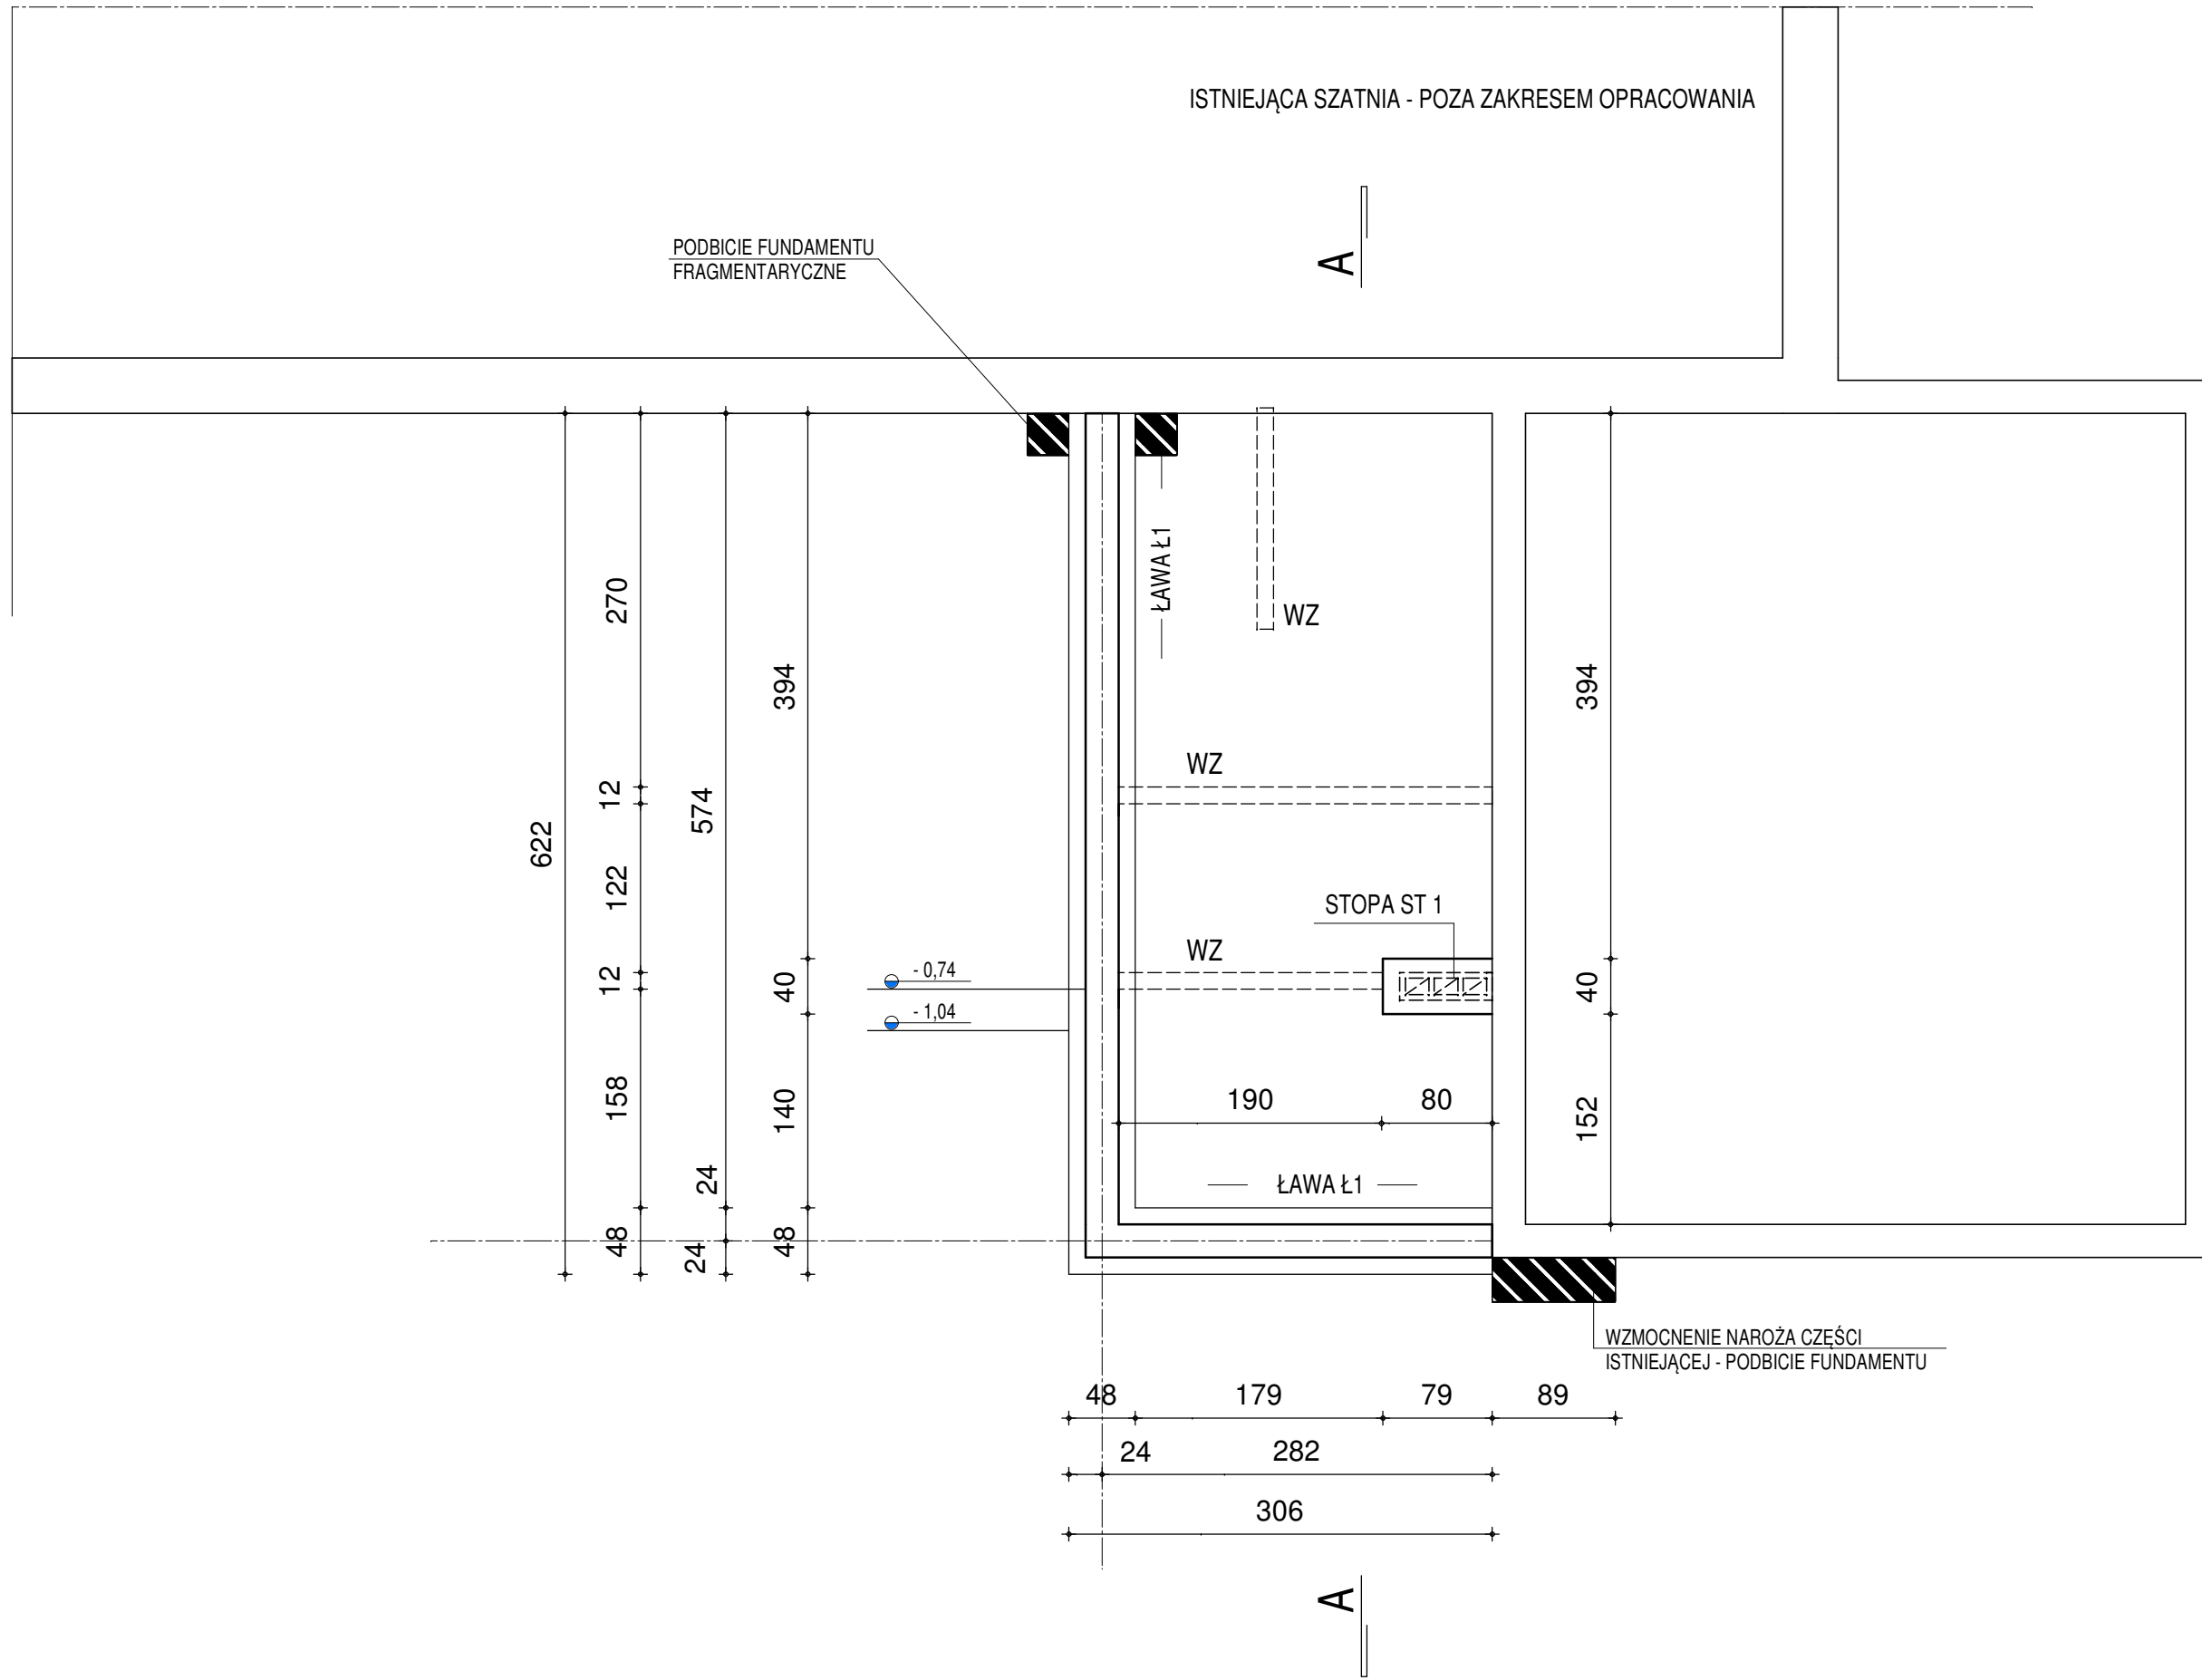 ISTNIEJĄCA SZATNIA - POZA ZAKRESEM OPRACOWANIA
A
PODBICIE FUNDAMENTU
FRAGMENTARYCZNE
ŁAWA Ł1
WZ
270
394
394
WZ
12
574
622
122
STOPA ST 1
WZ
- 0,74
12
40
40
- 1,04
158
140
190
80
152
24
ŁAWA Ł1
48
24
48
WZMOCNENIE NAROŻA CZĘŚCI
ISTNIEJĄCEJ - PODBICIE FUNDAMENTU
48
179
79
89
24
282
306
A